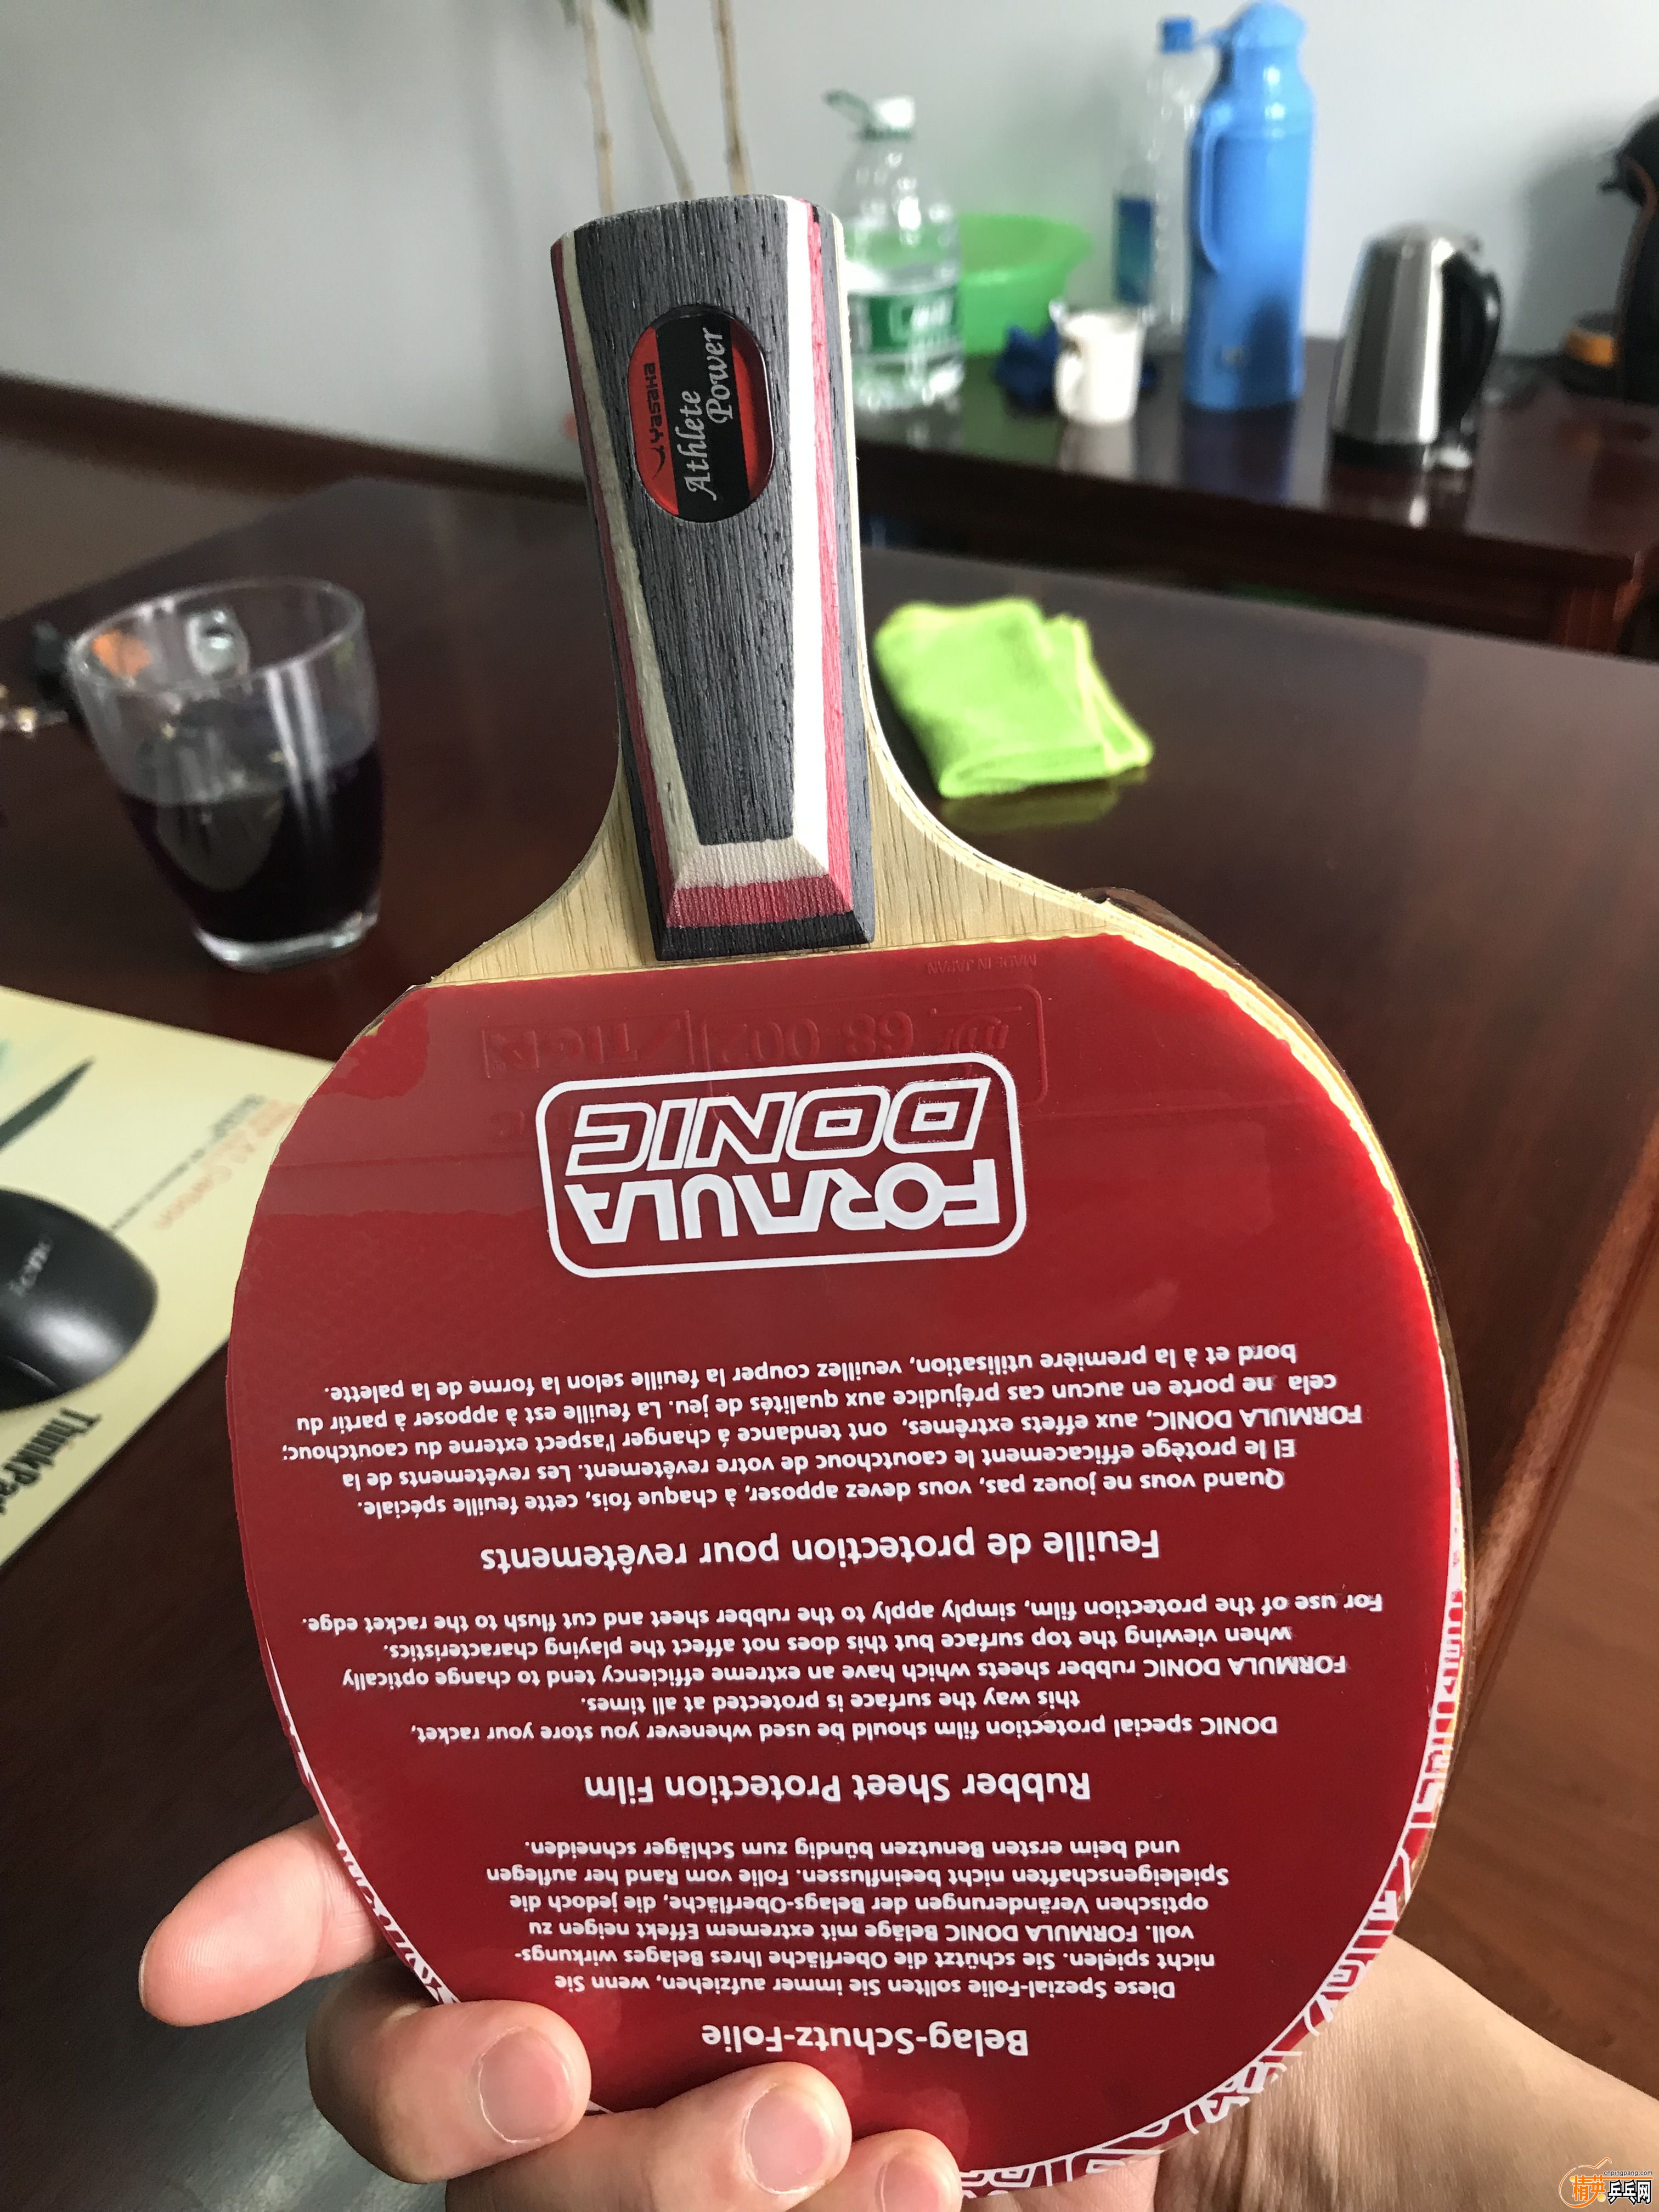 Yasaka
Athlete
Power
MADE IN JAPAN
68-002
FORMULA
DONIC
Belag-Schutz-Folie
Diese Spezial-Folie sollten Sie immer aufziehen, wenn Sie
nicht spielen. Sie schützt die Oberfläche Ihres Belages wirkungs-
voll. FORMULA DONIC Beläge mit extremem Effekt neigen zu
optischen Veränderungen der Belags-Oberfläche, die jedoch die
Spieleigenschaften nicht beeinflussen. Folie vom Rand her auflegen
und beim ersten Benutzen bündig zum Schläger schneiden.
Rubber Sheet Protection Film
DONIC special protection film should be used whenever you store your racket,
this way the surface is protected at all times.
FORMULA DONIC rubber sheets which have an extreme efficiency tend to change optically
when viewing the top surface but this does not affect the playing characteristics.
For use of the protection film, simply apply to the rubber sheet and cut flush to the racket edge.
Feuille de protection pour revêtements
Quand vous ne jouez pas, vous devez apposer, à chaque fois, cette feuille spéciale.
El le protège efficacement le caoutchouc de votre revêtement. Les revêtements de la
FORMULA DONIC, aux effets extrêmes, ont tendance á changer l'aspect externe du caoutchouc;
cela ne porte en aucun cas préjudice aux qualités de jeu. La feuille est à apposer à partir du
bord et à la première utilisation, veuillez couper la feuille selon la forme de la palette.
ThinkPad
cnpingpang.com
精英乒乓网